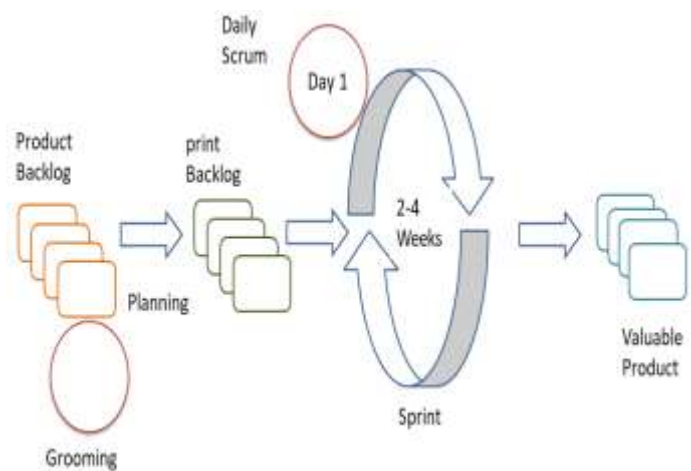 Daily
Scrum
Day 1
Product
Backlog
print
Backlog
2-4
Weeks
Planning
Valuable
Product
Sprint
Grooming